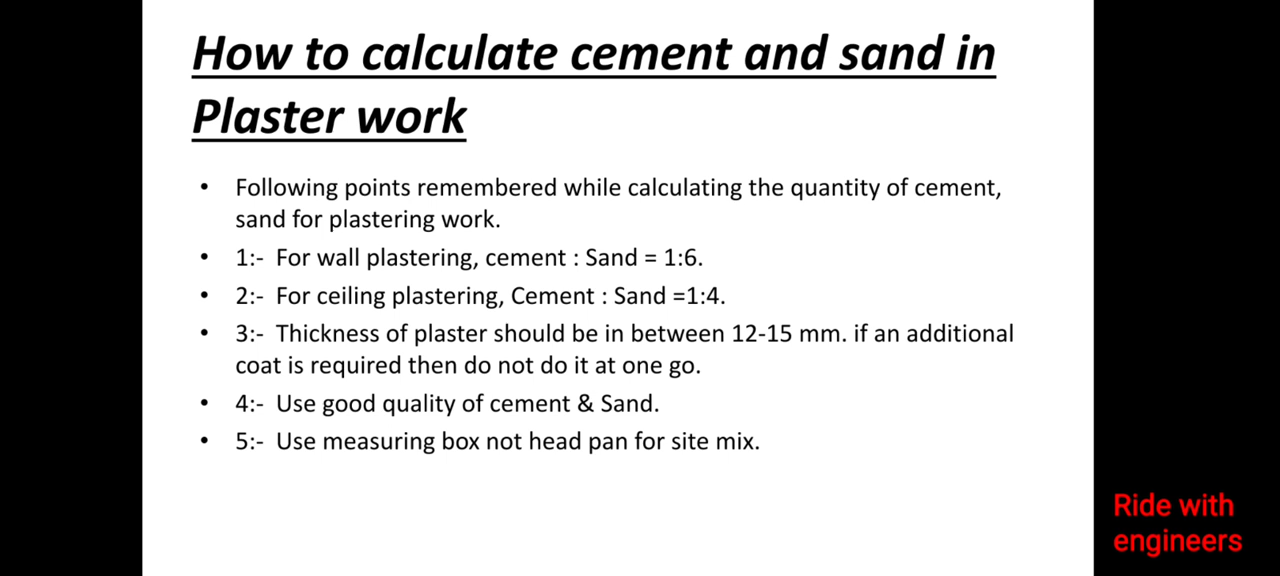 How to calculate cement and sand in
Plaster work
• Following points remembered while calculating the quantity of cement,
sand for plastering work.
• 1:- For wall plastering, cement : Sand = 1:6.
• 2:- For ceiling plastering, Cement : Sand =1:4.
• 3:- Thickness of plaster should be in between 12-15 mm. if an additional
coat is required then do not do it at one go.
• 4:- Use good quality of cement & Sand.
• 5:- Use measuring box not head pan for site mix.
Ride with
engineers